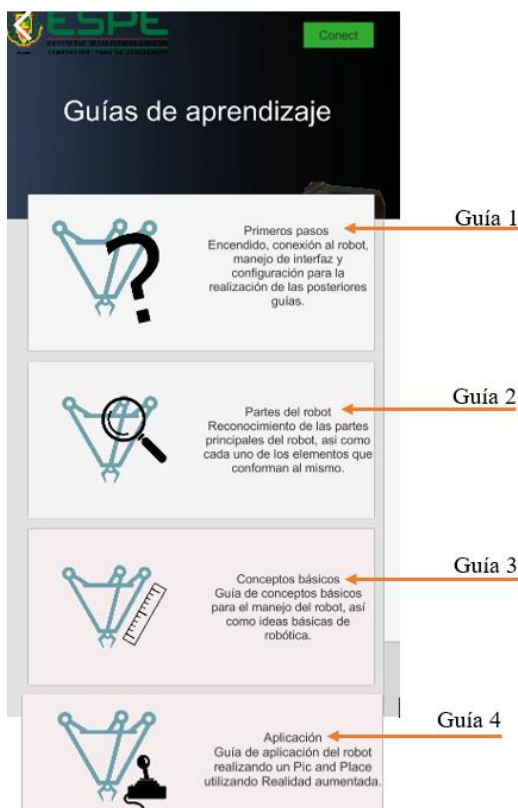 ESPE
Conect
Guías de aprendizaje
Guía 1
Primeros pasos
Encendido, conexión al robot,
manejo de interfaz y
configuración para la
realización de las posteriores
guías.
Guía 2
Partes del robot
Reconocimiento de las partes
principales del robot, asi como
cada uno de los elementos que
conforman al mismo.
Guía 3
Conceptos básicos
Guía de conceptos básicos
para el manejo del robot, así
como ideas básicas de
robótica.
Guía 4
Aplicación
Guía de aplicación del robot
realizando un Pic and Place
utilizando Realidad aumentada.